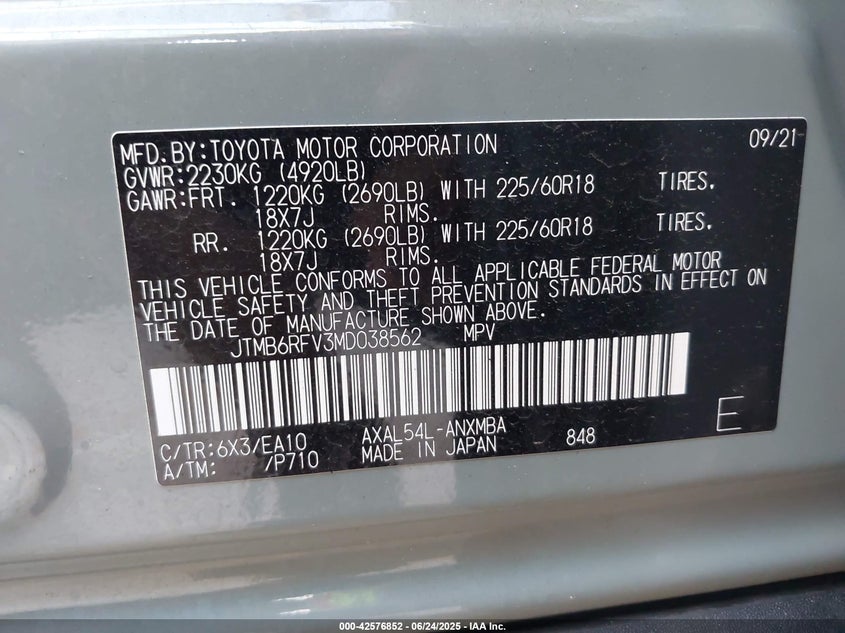 MFD.BY:TOYOTA MOTOR CORPORATION 09/21
GVWR:2230KG (4920LB)
GAWR:FRT. 1220KG (2690LB) WITH 225/60R18 TIRES.
18X7J RIMS.
RR. 1220KG (2690LB) WITH 225/60R18 TIRES.
18X7J RIMS.
THIS VEHICLE CONFORMS TO ALL APPLICABLE FEDERAL MOTOR
VEHICLE SAFETY AND THEFT PREVENTION STANDARDS IN EFFECT ON
THE DATE OF MANUFACTURE SHOWN ABOVE.
JTMB6RFV3MD038562 MPV
C/TR:6X3/EA10 AXAL54L-ANXMBA 848 E
A/TM: /P710 MADE IN JAPAN
000-42576852 - 06/24/2025 - IAA Inc.